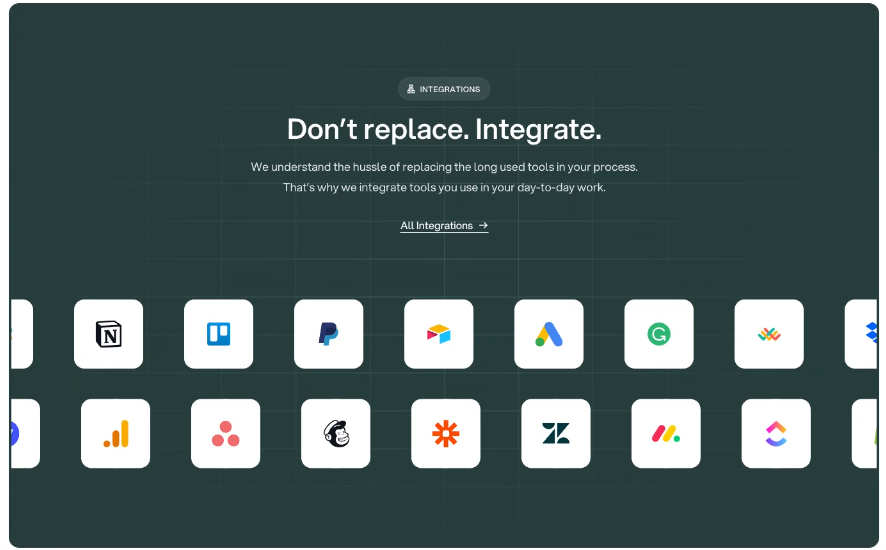 INTEGRATIONS
Don’t replace. Integrate.
We understand the hussle of replacing the long used tools in your process.
That’s why we integrate tools you use in your day-to-day work.
All Integrations →
N